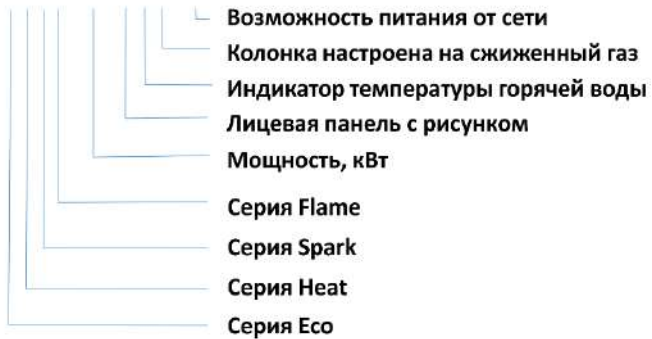 Возможность питания от сети
Колонка настроена на сжиженный газ
Индикатор температуры горячей воды
Лицевая панель с рисунком
Мощность, кВт
Серия Flame
Серия Spark
Серия Heat
Серия Eco